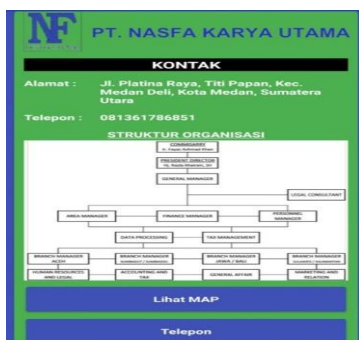 NF
PT. NASFA KARYA UTAMA
KONTAK
Alamat :
Jl. Platina Raya, Titi Papan, Kec.
Medan Deli, Kota Medan, Sumatera
Utara
Telepon :
081361786851
STRUKTUR ORGANISASI
COMMISSARY
PRESIDENT DIRECTOR
GENERAL MANAGER
LEGAL CONSULTANT
AREA MANAGER
FINANCE MANAGER
PERSONNEL
MANAGER
DATA PROCESSING
TAX MANAGEMENT
BRANCH MANAGER
ACEH
BRANCH MANAGER
BRANCH MANAGER
JAWA / BALI
BRANCH MANAGER
HUMAN RESOURCES
AND LEGAL
ACCOUNTING AND
TAX
GENERAL AFFAIR
MARKETING AND
RELATION
Lihat MAP
Telepon